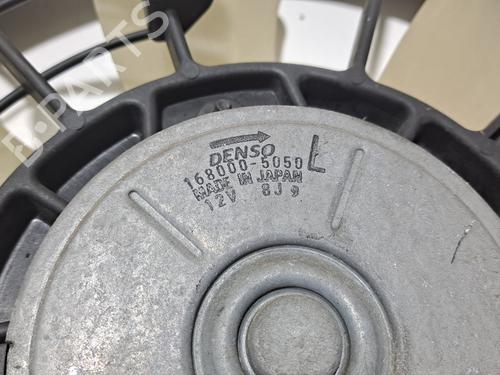 DENSO
168000-5050 L
MADE IN JAPAN
12V 8J 9
B-PARTS